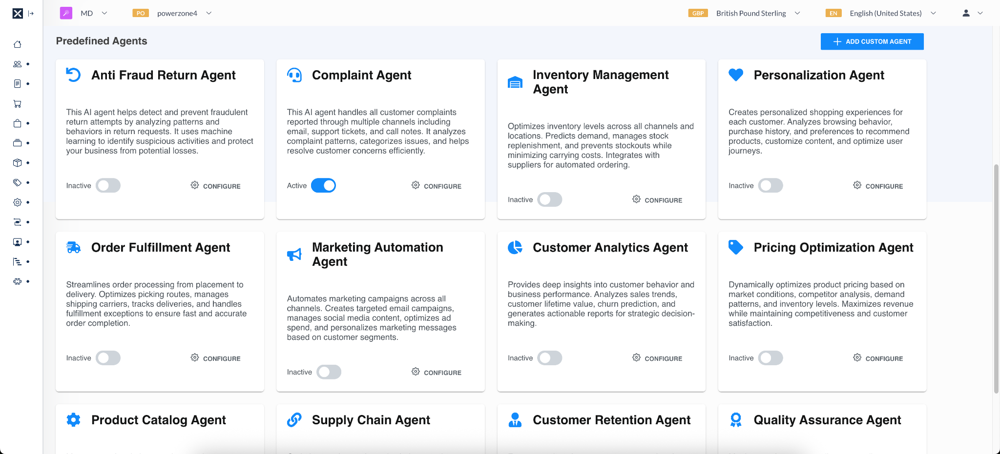 MD
PO powerzone4
GBP British Pound Sterling
EN English (United States)
Predefined Agents
ADD CUSTOM AGENT
Anti Fraud Return Agent
This AI agent helps detect and prevent fraudulent
return attempts by analyzing patterns and
behaviors in return requests. It uses machine
learning to identify suspicious activities and protect
your business from potential losses.
Inactive
CONFIGURE
Complaint Agent
This AI agent handles all customer complaints
reported through multiple channels including
email, support tickets, and call notes. It analyzes
complaint patterns, categorizes issues, and helps
resolve customer concerns efficiently.
Active
CONFIGURE
Inventory Management
Agent
Optimizes inventory levels across all channels and
locations. Predicts demand, manages stock
replenishment, and prevents stockouts while
minimizing carrying costs. Integrates with
suppliers for automated ordering.
Inactive
CONFIGURE
Personalization Agent
Creates personalized shopping experiences for
each customer. Analyzes browsing behavior,
purchase history, and preferences to recommend
products, customize content, and optimize user
journeys.
Inactive
CONFIGURE
Order Fulfillment Agent
Streamlines order processing from placement to
delivery. Optimizes picking routes, manages
shipping carriers, tracks deliveries, and handles
fulfillment exceptions to ensure fast and accurate
order completion.
Inactive
CONFIGURE
Marketing Automation
Agent
Automates marketing campaigns across all
channels. Creates targeted email campaigns,
manages social media content, optimizes ad
spend, and personalizes marketing messages
based on customer segments.
Inactive
CONFIGURE
Customer Analytics Agent
Provides deep insights into customer behavior and
business performance. Analyzes sales trends,
customer lifetime value, churn prediction, and
generates actionable reports for strategic decision-
making.
Inactive
CONFIGURE
Pricing Optimization Agent
Dynamically optimizes product pricing based on
market conditions, competitor analysis, demand
patterns, and inventory levels. Maximizes revenue
while maintaining competitiveness and customer
satisfaction.
Inactive
CONFIGURE
Product Catalog Agent
Supply Chain Agent
Customer Retention Agent
Quality Assurance Agent